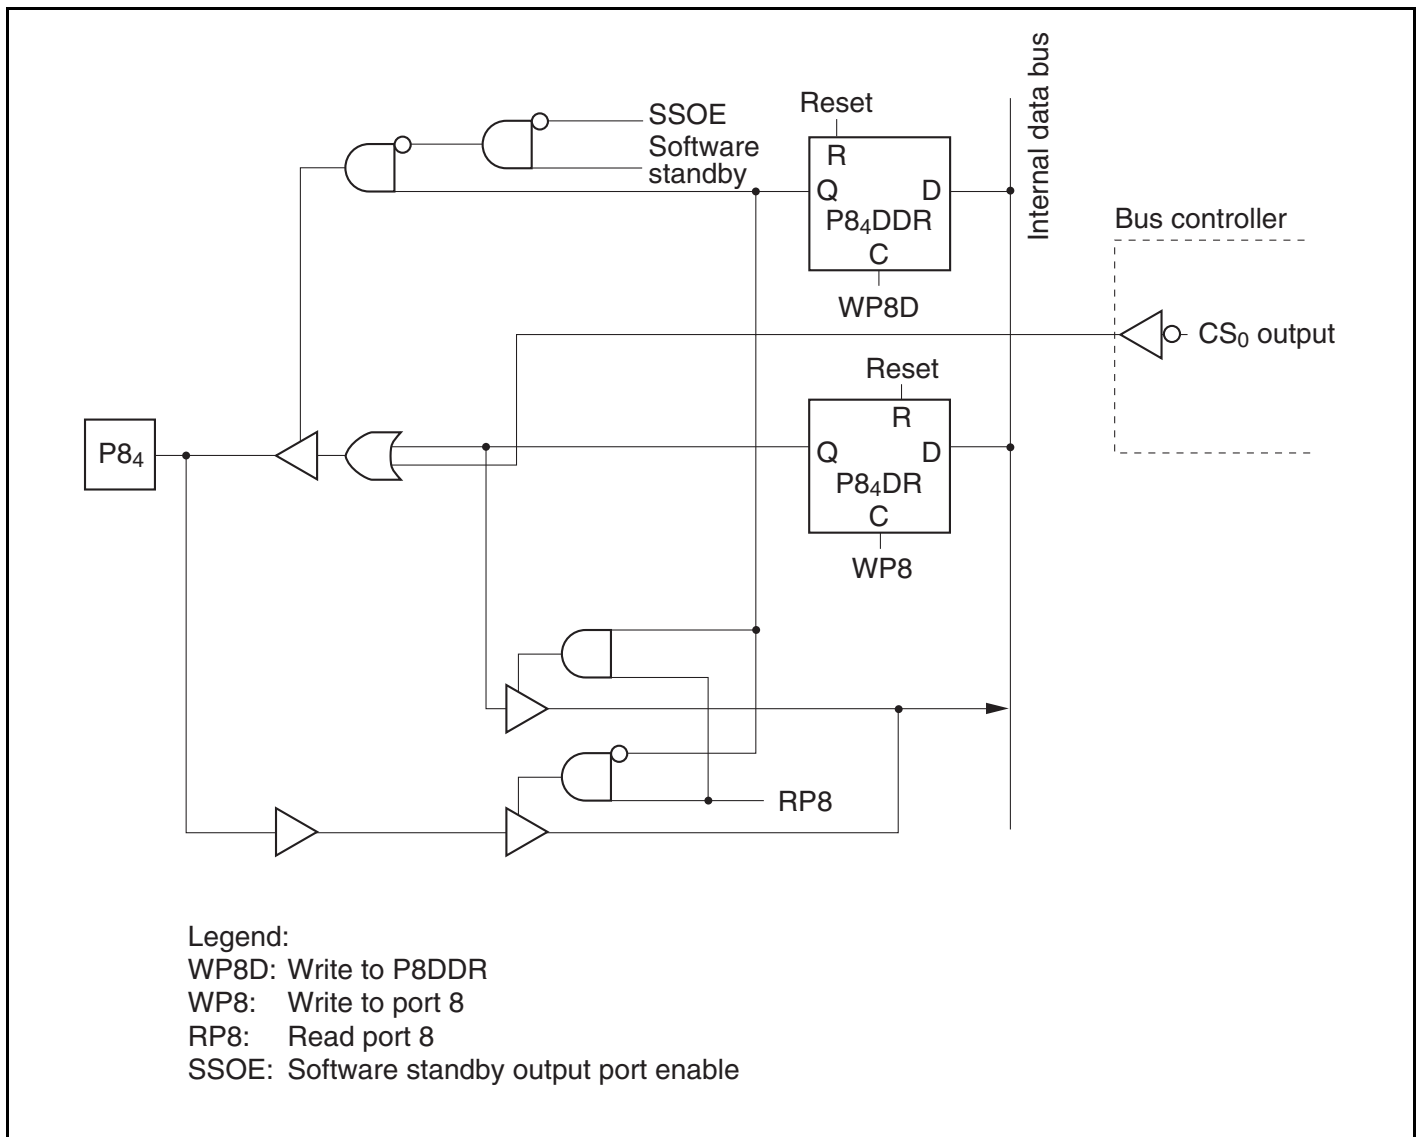 SSOE
Software
standby
Reset
R
Q
D
P8₄DDR
C
WP8D
Internal data bus
Bus controller
CS₀ output
Reset
R
Q
D
P8₄DR
C
WP8
P8₄
RP8
Legend:
WP8D: Write to P8DDR
WP8: Write to port 8
RP8: Read port 8
SSOE: Software standby output port enable